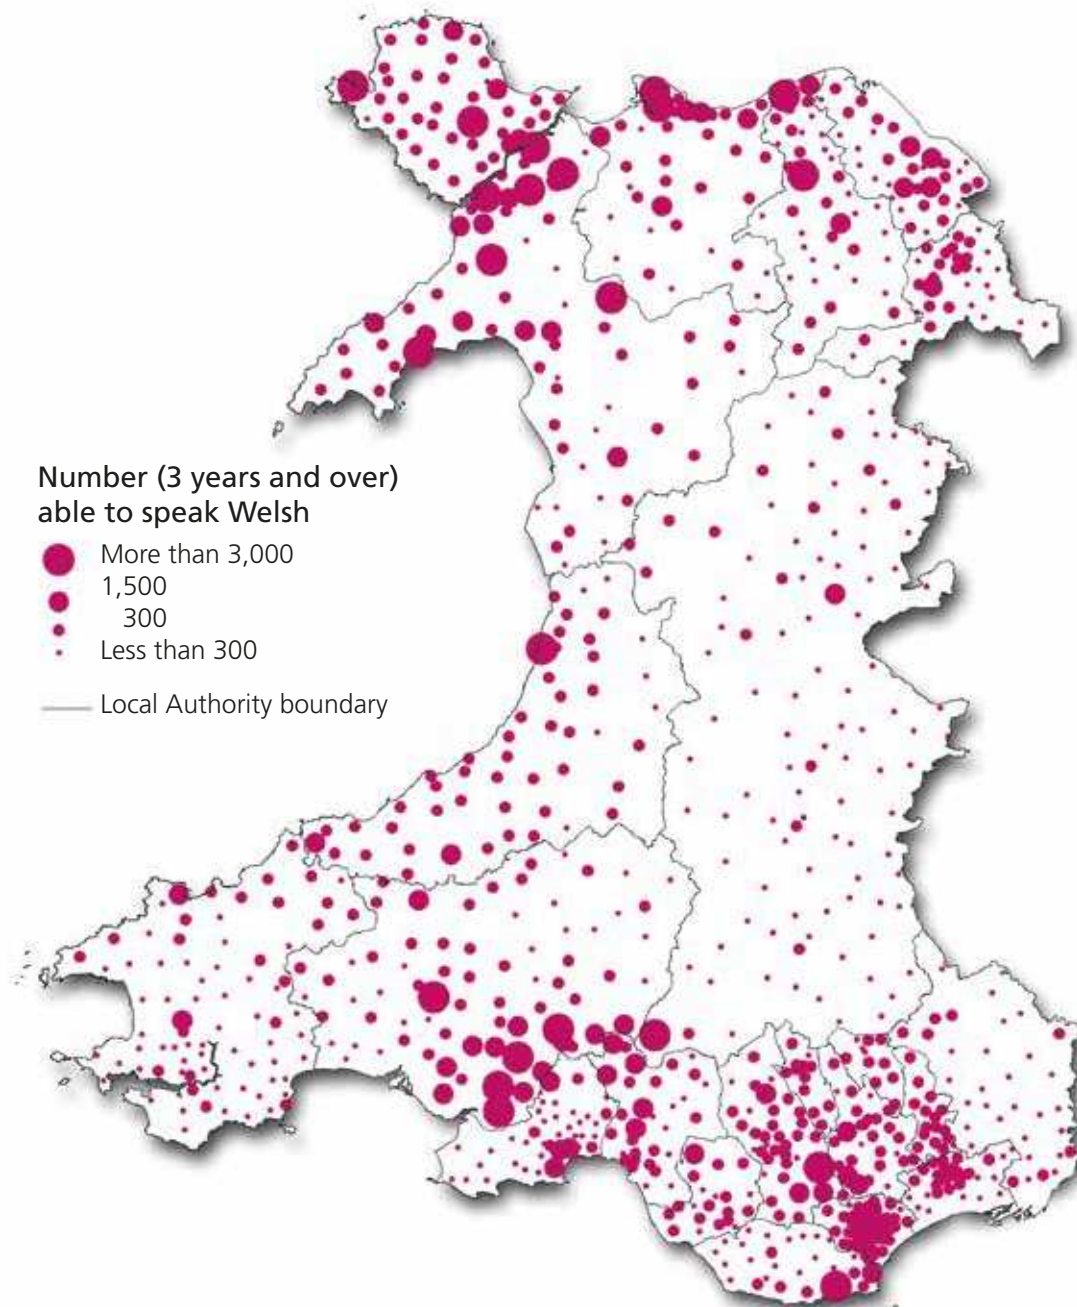 Number (3 years and over)
able to speak Welsh
More than 3,000
1,500
300
Less than 300
Local Authority boundary